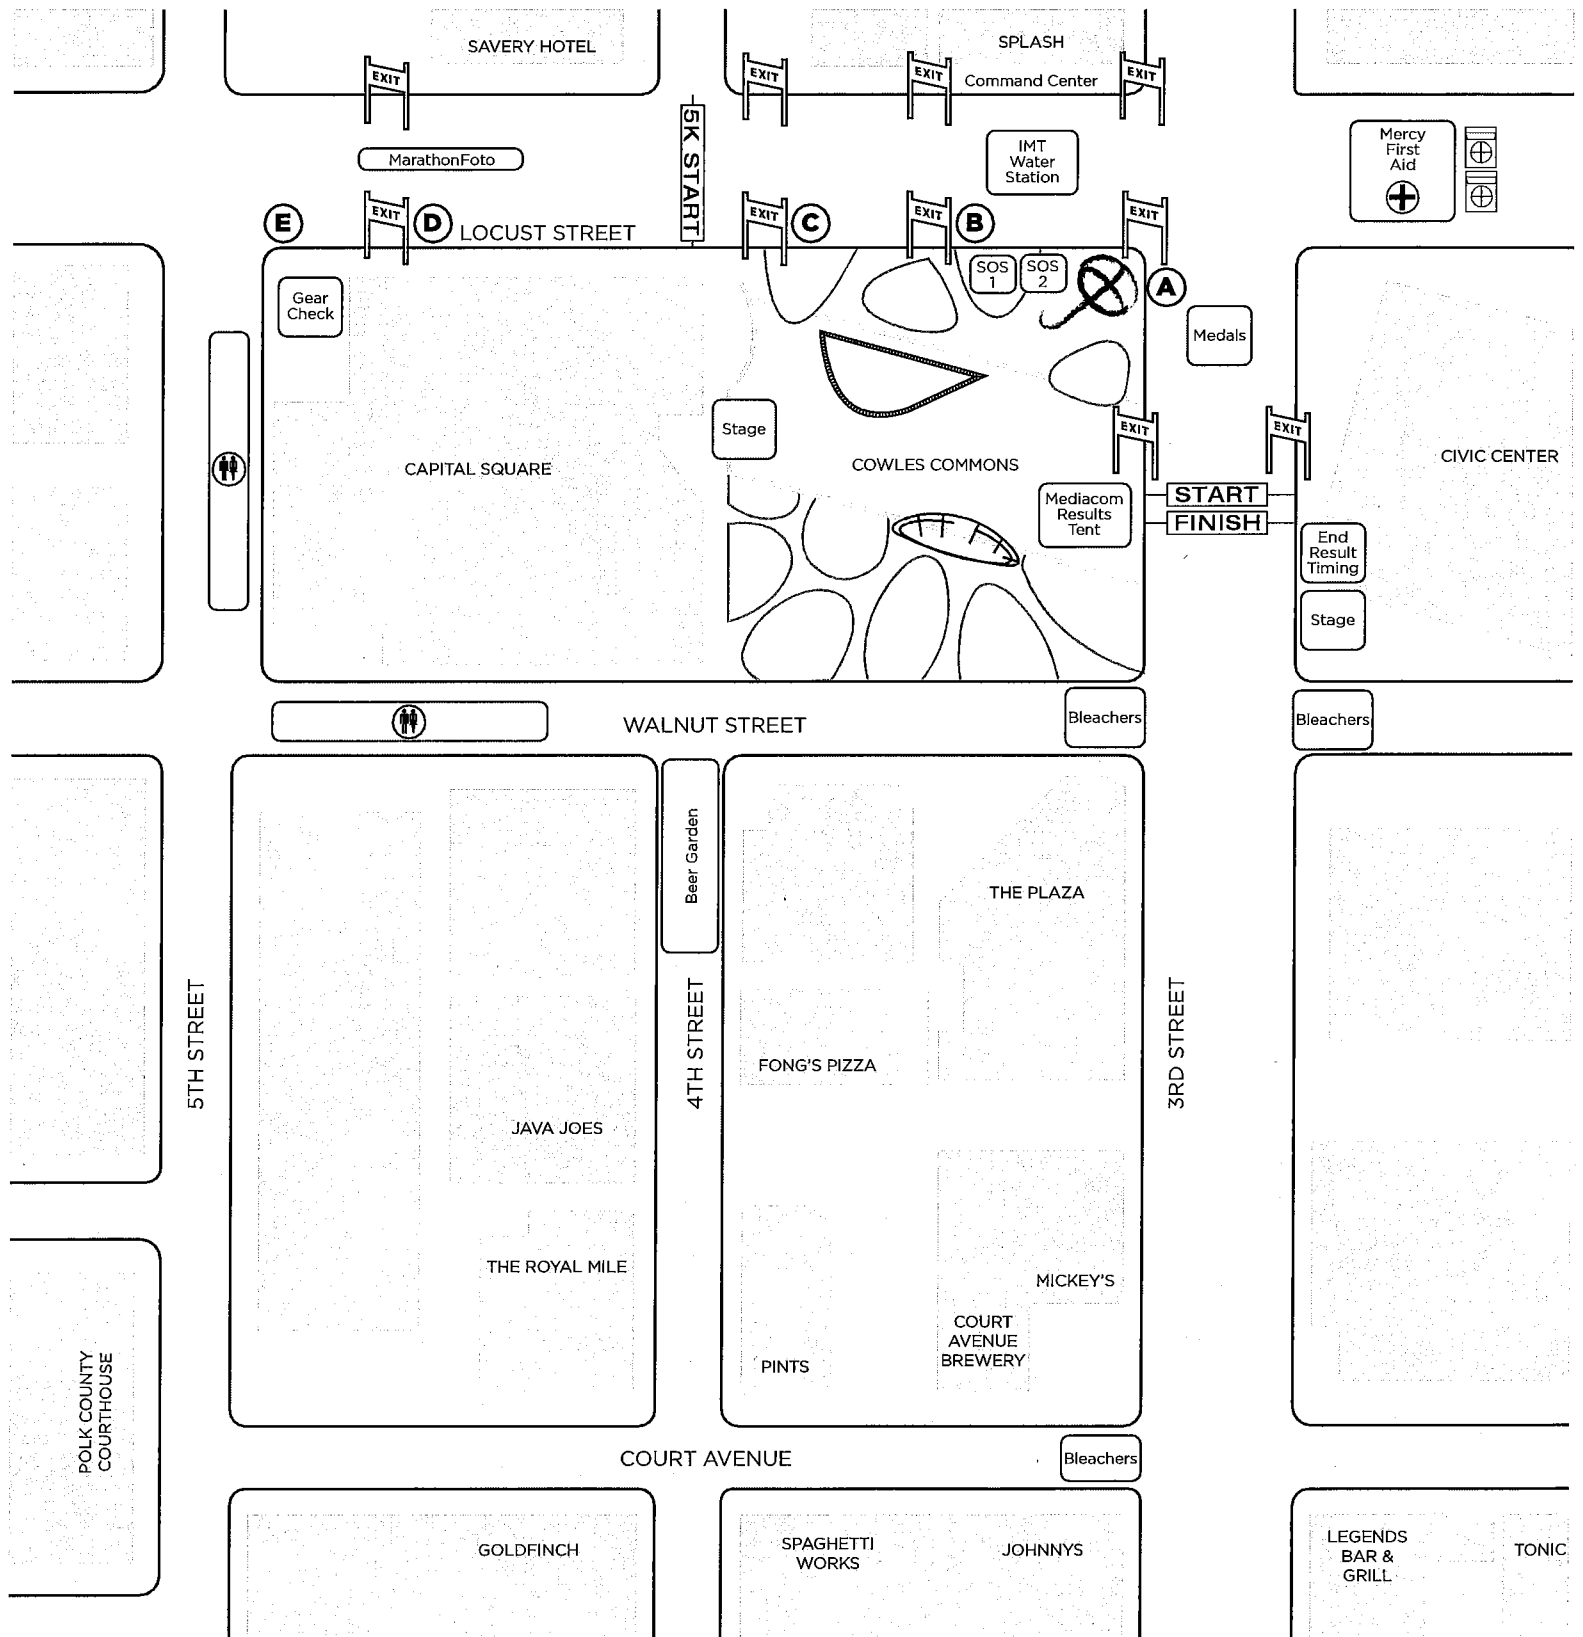 SAVERY HOTEL
SPLASH
Command Center
EXIT
EXIT
EXIT
EXIT
MarathonFoto
5K START
IMT
Water
Station
Mercy
First
Aid
E
EXIT
D
LOCUST STREET
EXIT
C
EXIT
B
EXIT
A
Gear
Check
SOS
1
SOS
2
Medals
Stage
EXIT
EXIT
CAPITAL SQUARE
COWLES COMMONS
CIVIC CENTER
Mediacom
Results
Tent
START
FINISH
End
Result
Timing
Stage
WALNUT STREET
Bleachers
Bleachers
Beer Garden
THE PLAZA
5TH STREET
4TH STREET
3RD STREET
FONG'S PIZZA
JAVA JOES
THE ROYAL MILE
MICKEY'S
COURT
AVENUE
BREWERY
PINTS
POLK COUNTY
COURTHOUSE
COURT AVENUE
Bleachers
GOLDFINCH
SPAGHETTI
WORKS
JOHNNYS
LEGENDS
BAR &
GRILL
TONIC